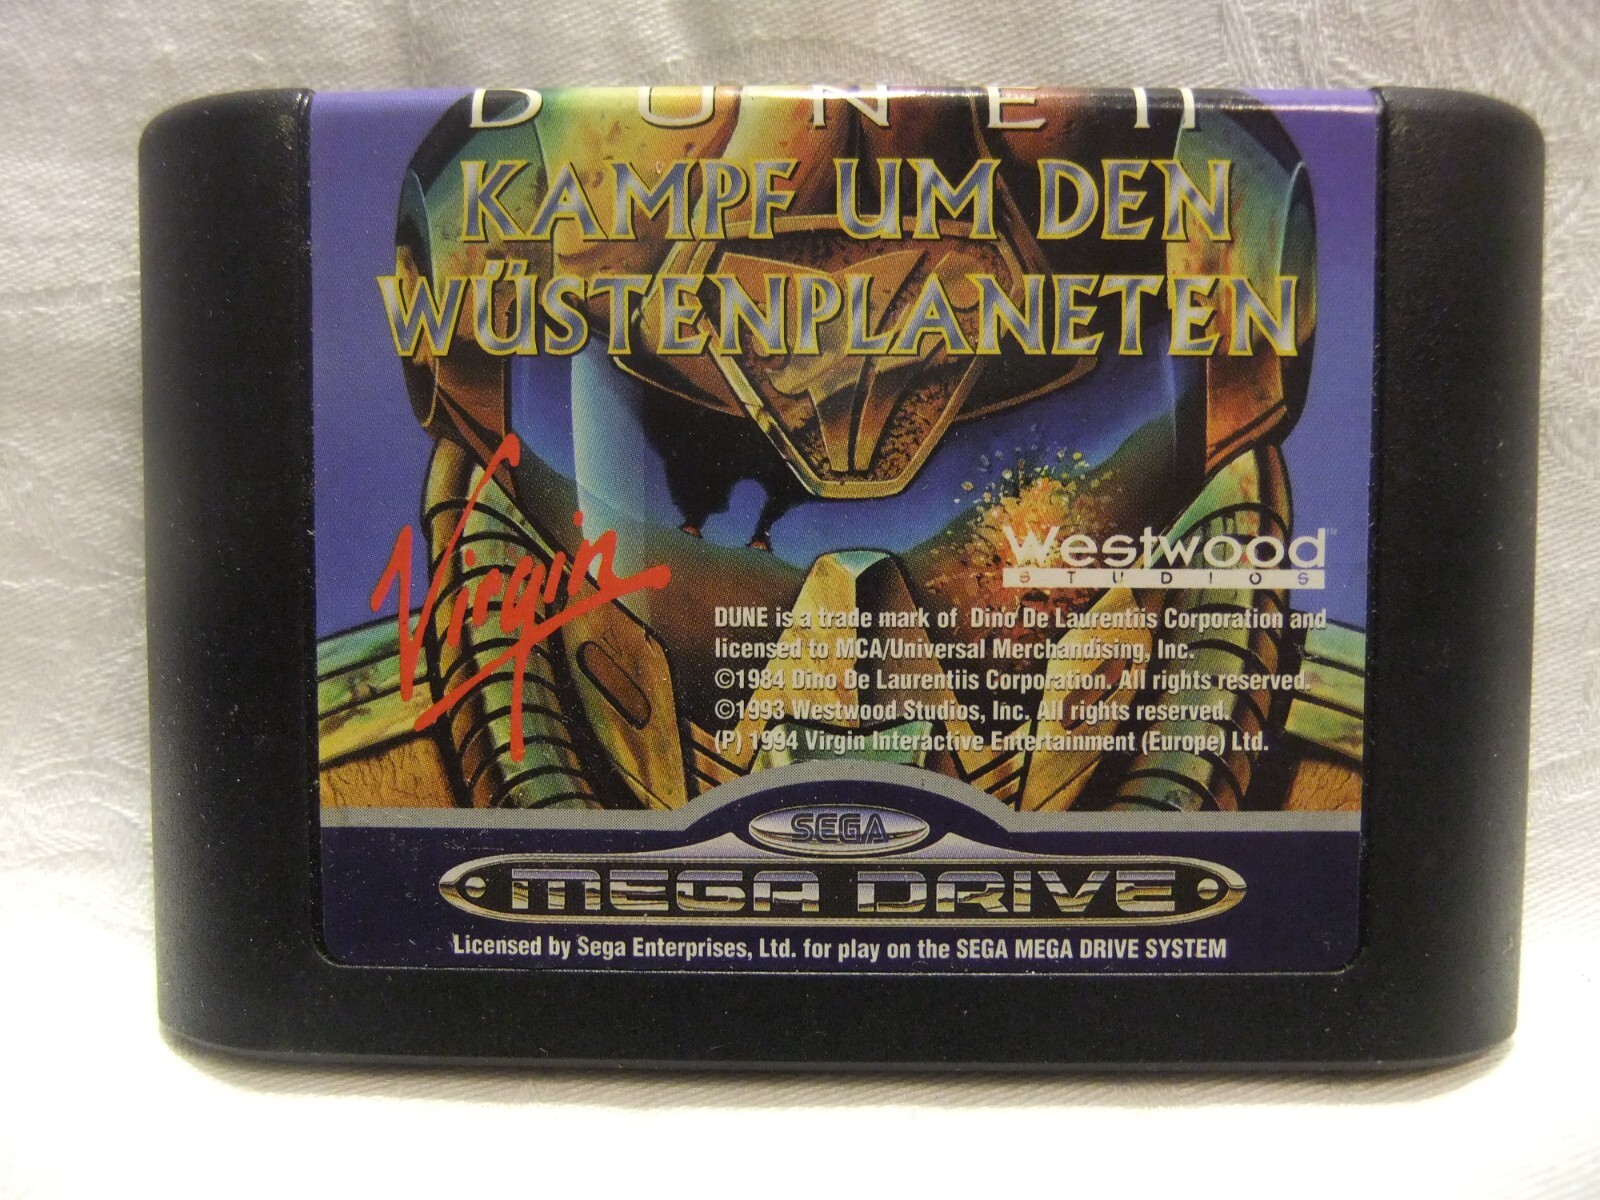 DUNE II
KAMPF UM DEN
WÜSTENPLANETEN
Virgin
Westwood™
STUDIOS
DUNE is a trade mark of Dino De Laurentiis Corporation and
licensed to MCA/Universal Merchandising, Inc.
©1984 Dino De Laurentiis Corporation. All rights reserved.
©1993 Westwood Studios, Inc. All rights reserved.
(P) 1994 Virgin Interactive Entertainment (Europe) Ltd.
SEGA
MEGA DRIVE
Licensed by Sega Enterprises, Ltd. for play on the SEGA MEGA DRIVE SYSTEM